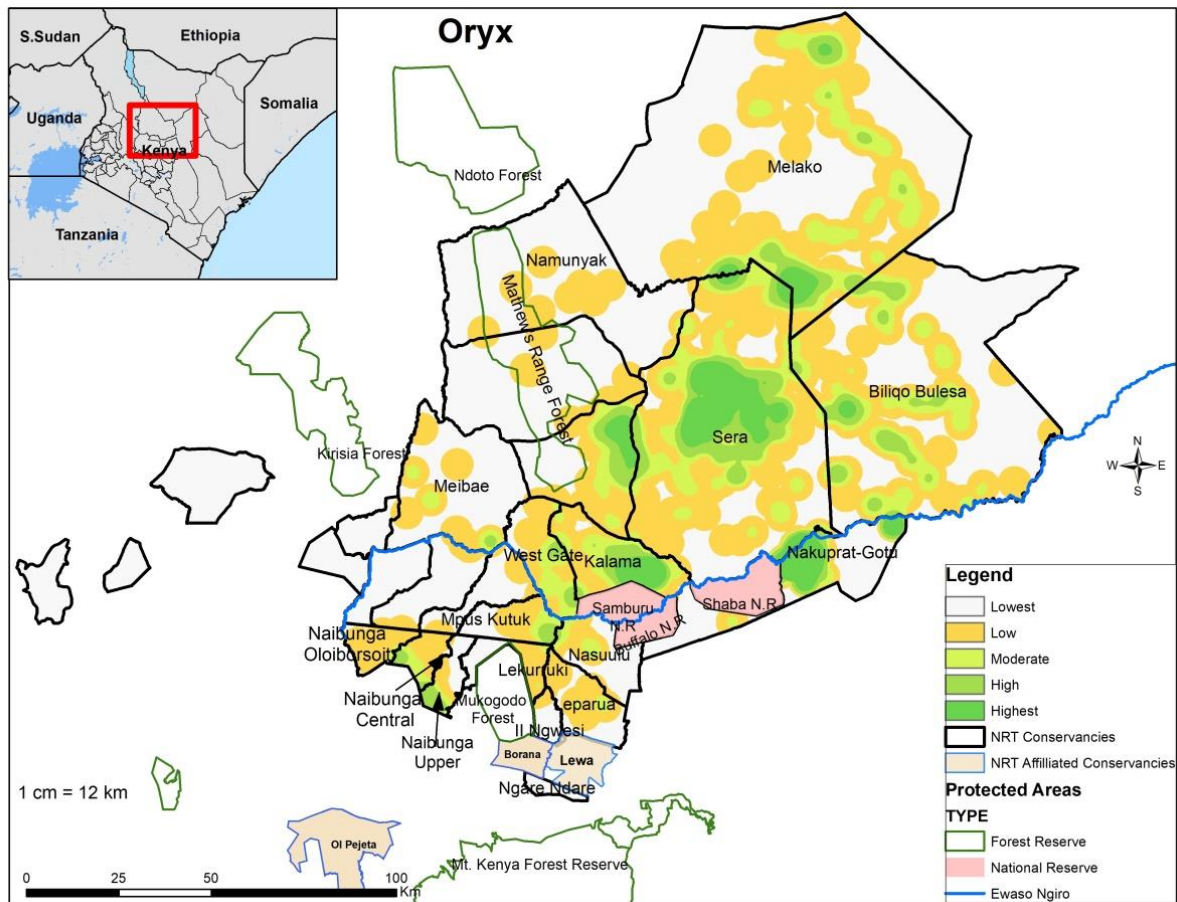 Oryx
S.Sudan
Ethiopia
Uganda
Somalia
Kenya
Tanzania
Ndoto Forest
Melako
Namunyak
Mathews Range Forest
Biliqo Bulesa
Sera
Kirisia Forest
Meibae
N
W E
S
West Gate
Kalama
Nakuprat-Gotu
Shaba N.R
Samburu
N.R
Buffalo N.R
Mpus Kutuk
Naibunga
Oloiborsoit
Nasuulu
Lekurruki
Naibunga
Central
Mukogodo
Forest
eparua
Il Ngwesi
Naibunga
Upper
Borana
Lewa
Ngare Ndare
1 cm = 12 km
Ol Pejeta
Mt. Kenya Forest Reserve
0 25 50 100
Km
Legend
Lowest
Low
Moderate
High
Highest
NRT Conservancies
NRT Affilliated Conservancies
Protected Areas
TYPE
Forest Reserve
National Reserve
Ewaso Ngiro